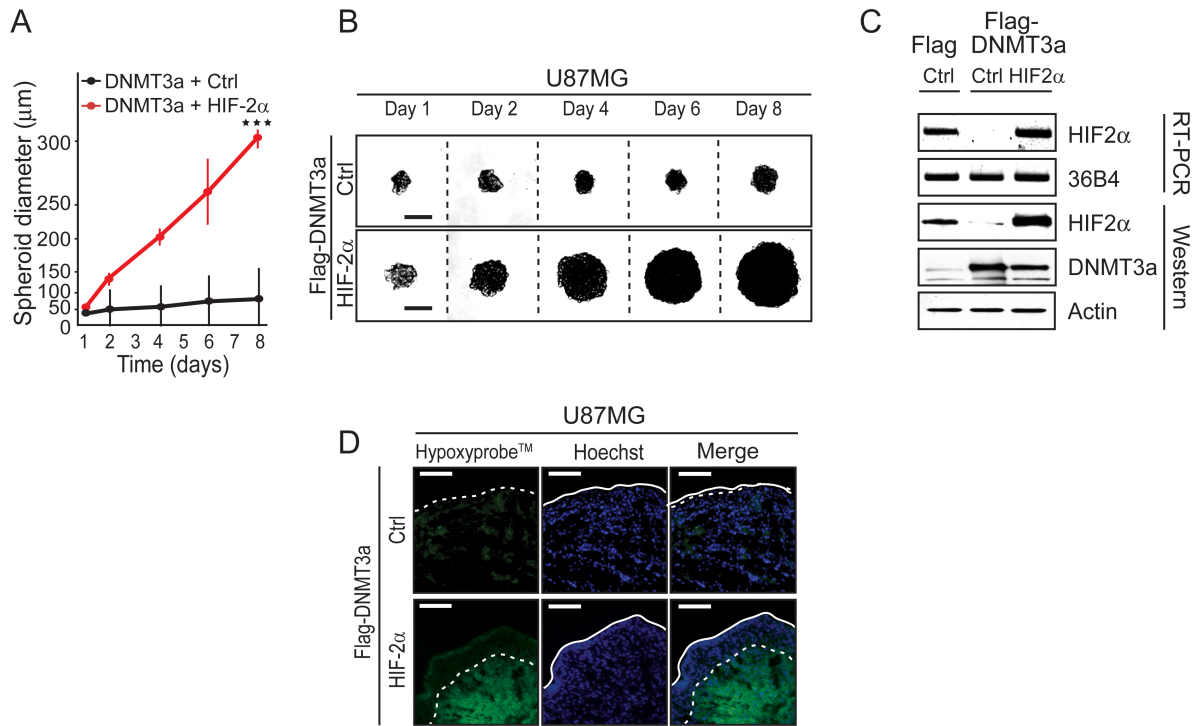 A
Spheroid diameter (μm)
DNMT3a + Ctrl
DNMT3a + HIF-2α
★★★
300
250
200
150
100
50
0
1 2 3 4 5 6 7 8
Time (days)
B
U87MG
Day 1 Day 2 Day 4 Day 6 Day 8
Flag-DNMT3a
Ctrl
HIF-2α
C
Flag Flag-DNMT3a
Ctrl Ctrl HIF2α
HIF2α
36B4
RT-PCR
HIF2α
DNMT3a
Actin
Western
D
U87MG
Hypoxyprobe™ Hoechst Merge
Flag-DNMT3a
Ctrl
HIF-2α